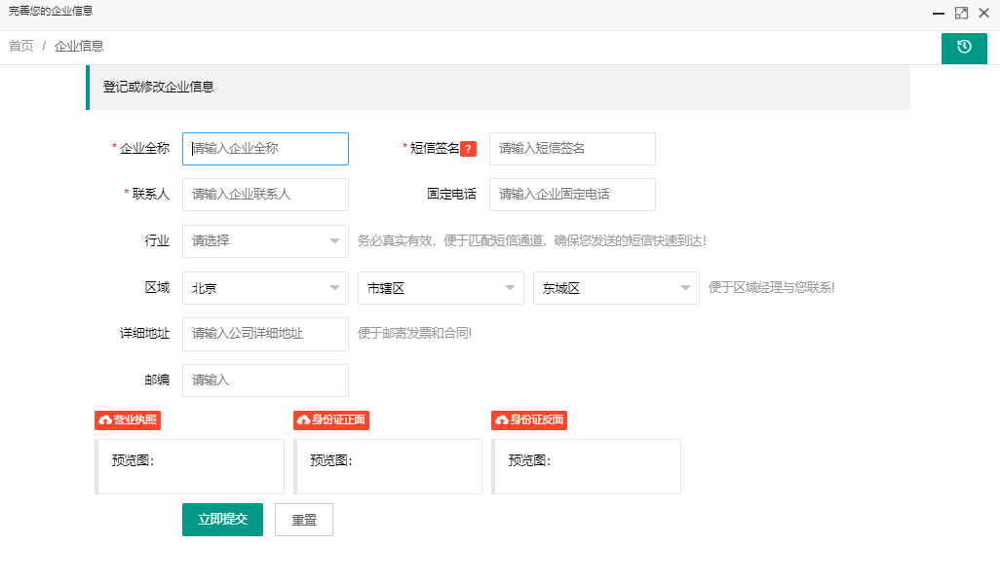 完善您的企业信息
首页 / 企业信息
登记或修改企业信息
* 企业全称 请输入企业全称 * 短信签名 ? 请输入短信签名
* 联系人 请输入企业联系人 固定电话 请输入企业固定电话
行业 请选择 务必真实有效，便于匹配短信通道，确保您发送的短信快速到达！
区域 北京 市辖区 东城区 便于区域经理与您联系!
详细地址 请输入公司详细地址 便于邮寄发票和合同!
邮编 请输入
营业执照 身份证正面 身份证反面
预览图： 预览图： 预览图：
立即提交 重置